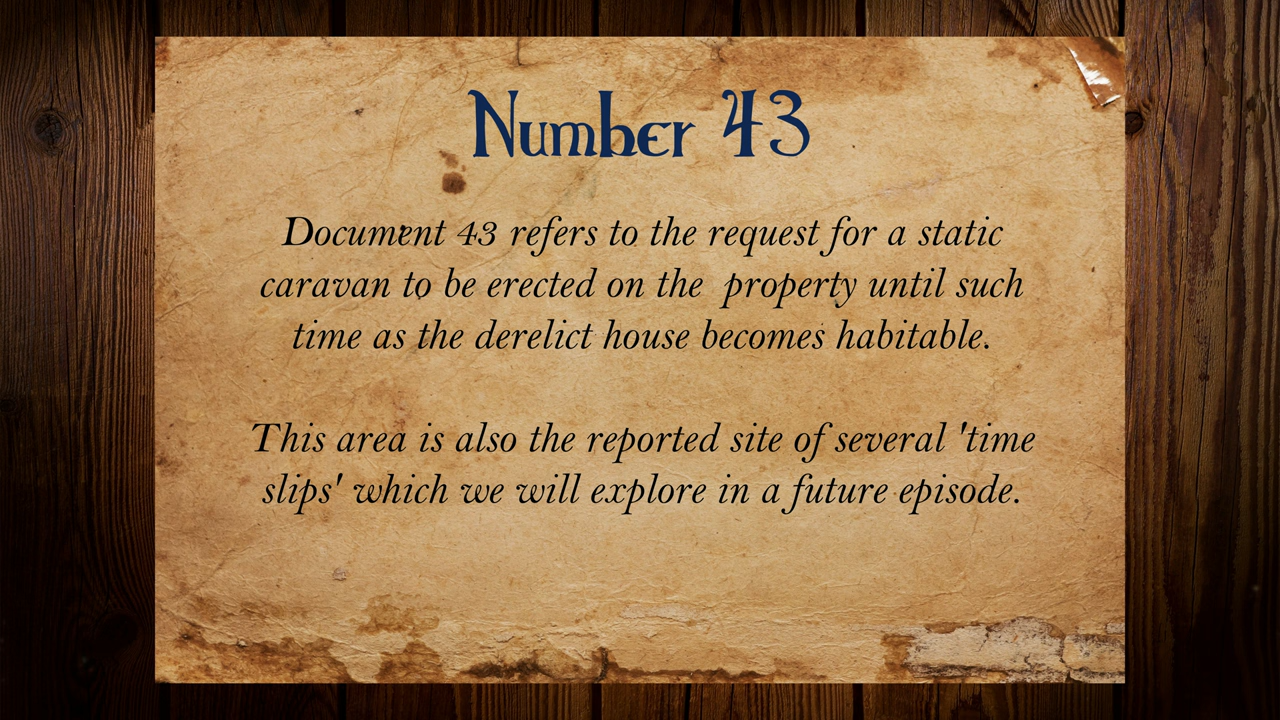 Number 43
Document 43 refers to the request for a static
caravan to be erected on the  property until such
time as the derelict house becomes habitable.
This area is also the reported site of several 'time
slips' which we will explore in a future episode.